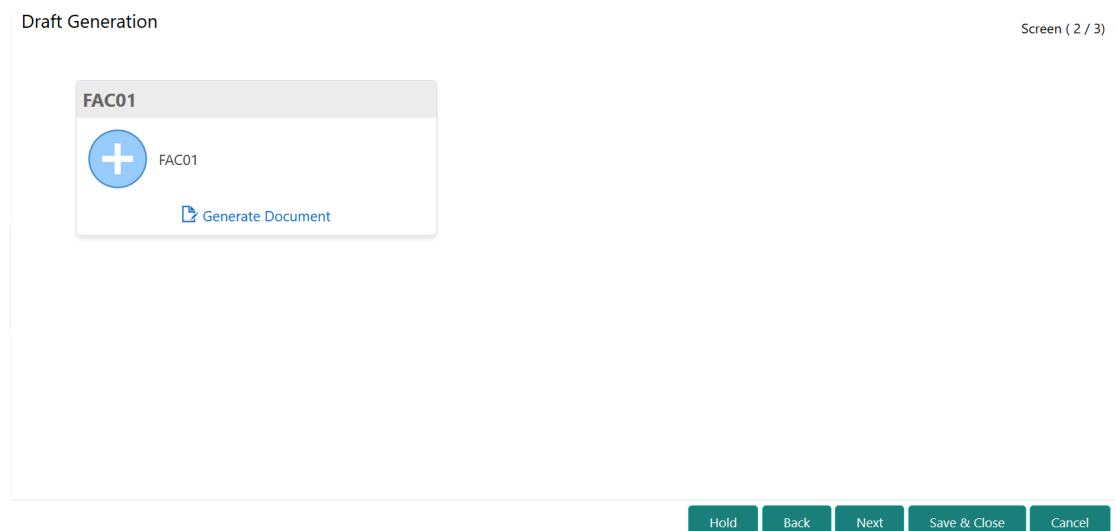 Draft Generation
Screen ( 2 / 3)
FAC01
FAC01
Generate Document
Hold Back Next Save & Close Cancel